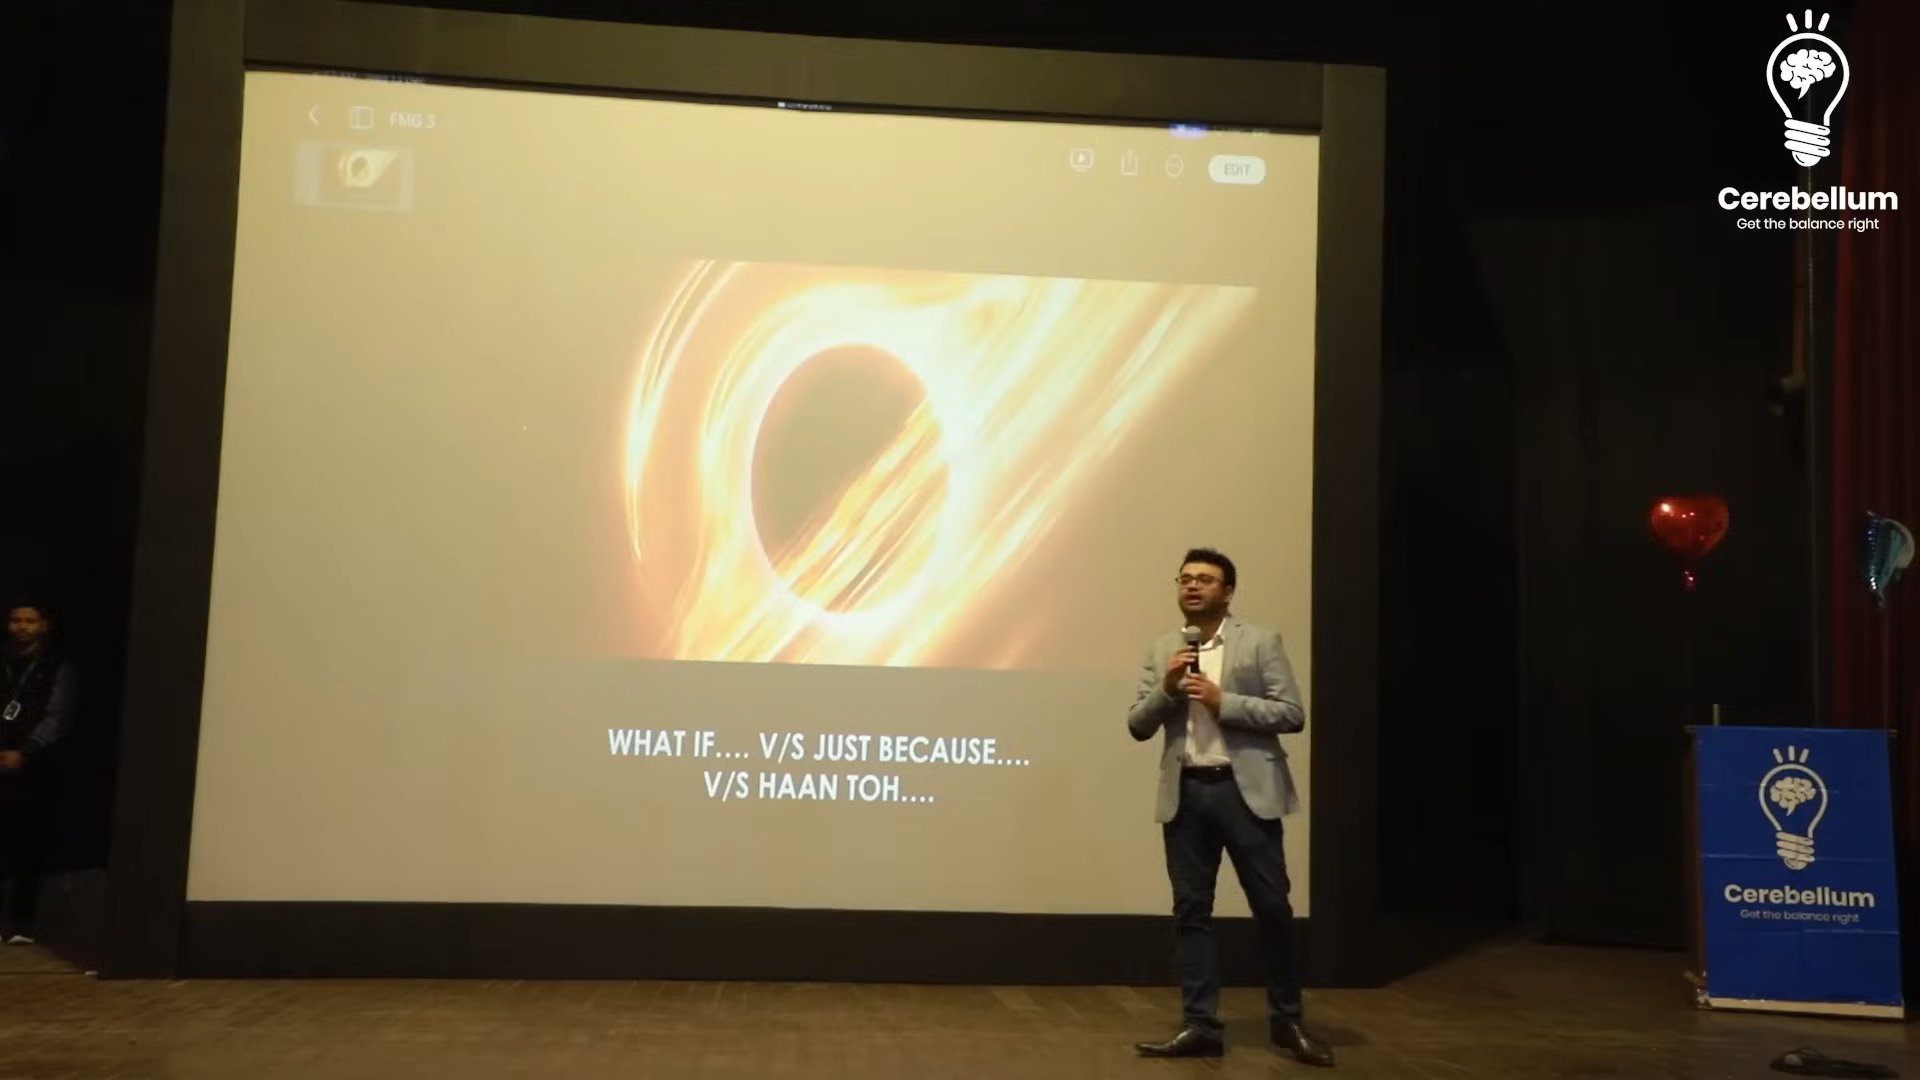 FMG 3
EDIT
WHAT IF.... V/S JUST BECAUSE....
V/S HAAN TOH....
Cerebellum
Get the balance right
Cerebellum
Get the balance right